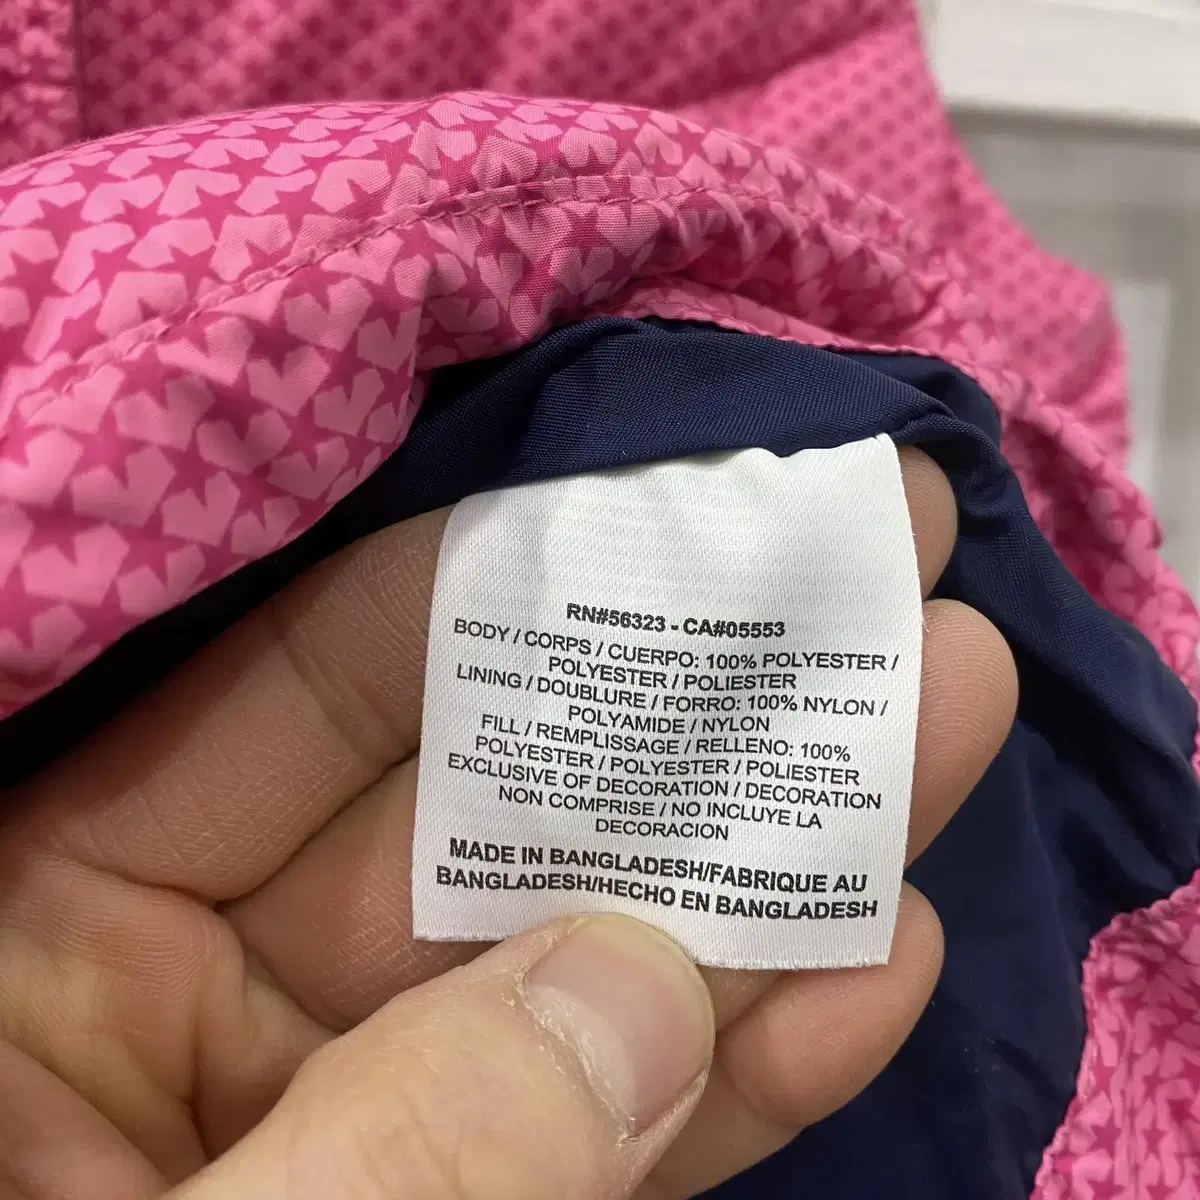 RN#56323 - CA#05553
BODY / CORPS / CUERPO: 100% POLYESTER /
POLYESTER / POLIESTER
LINING / DOUBLURE / FORRO: 100% NYLON /
POLYAMIDE / NYLON
FILL / REMPLISSAGE / RELLENO: 100%
POLYESTER / POLYESTER / POLIESTER
EXCLUSIVE OF DECORATION / DECORATION
NON COMPRISE / NO INCLUYE LA
DECORACION
MADE IN BANGLADESH/FABRIQUE AU
BANGLADESH/HECHO EN BANGLADESH